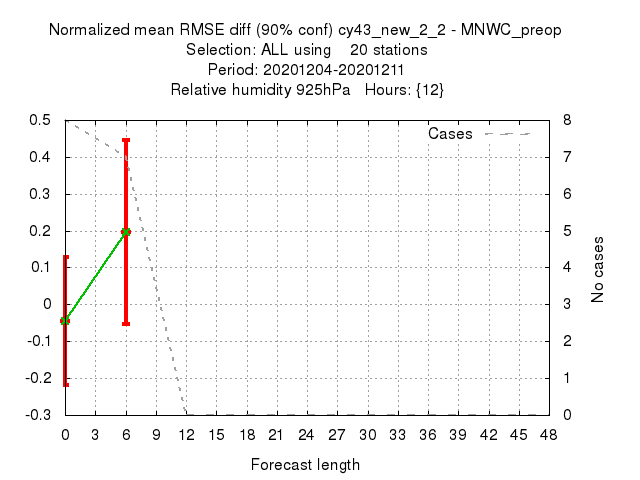 Normalized mean RMSE diff (90% conf) cy43_new_2_2 - MNWC_preop
Selection: ALL using 20 stations
Period: 20201204-20201211
Relative humidity 925hPa Hours: {12}
Cases
0.5
0.4
0.3
0.2
0.1
0
-0.1
-0.2
-0.3
8
7
6
5
4
3
2
1
0
No cases
0 3 6 9 12 15 18 21 24 27 30 33 36 39 42 45 48
Forecast length